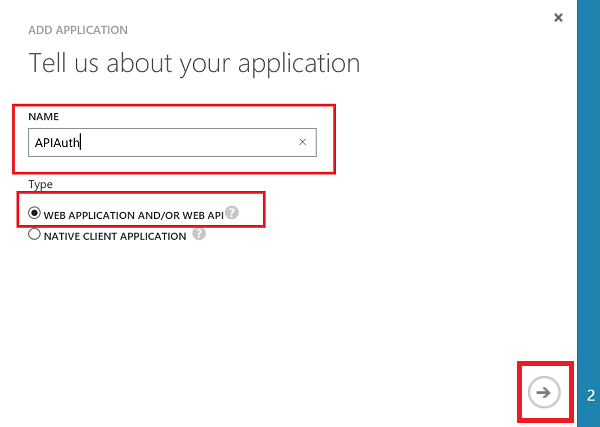 ADD APPLICATION
Tell us about your application
NAME
APIAuth
Type
WEB APPLICATION AND/OR WEB API ?
NATIVE CLIENT APPLICATION ?
2